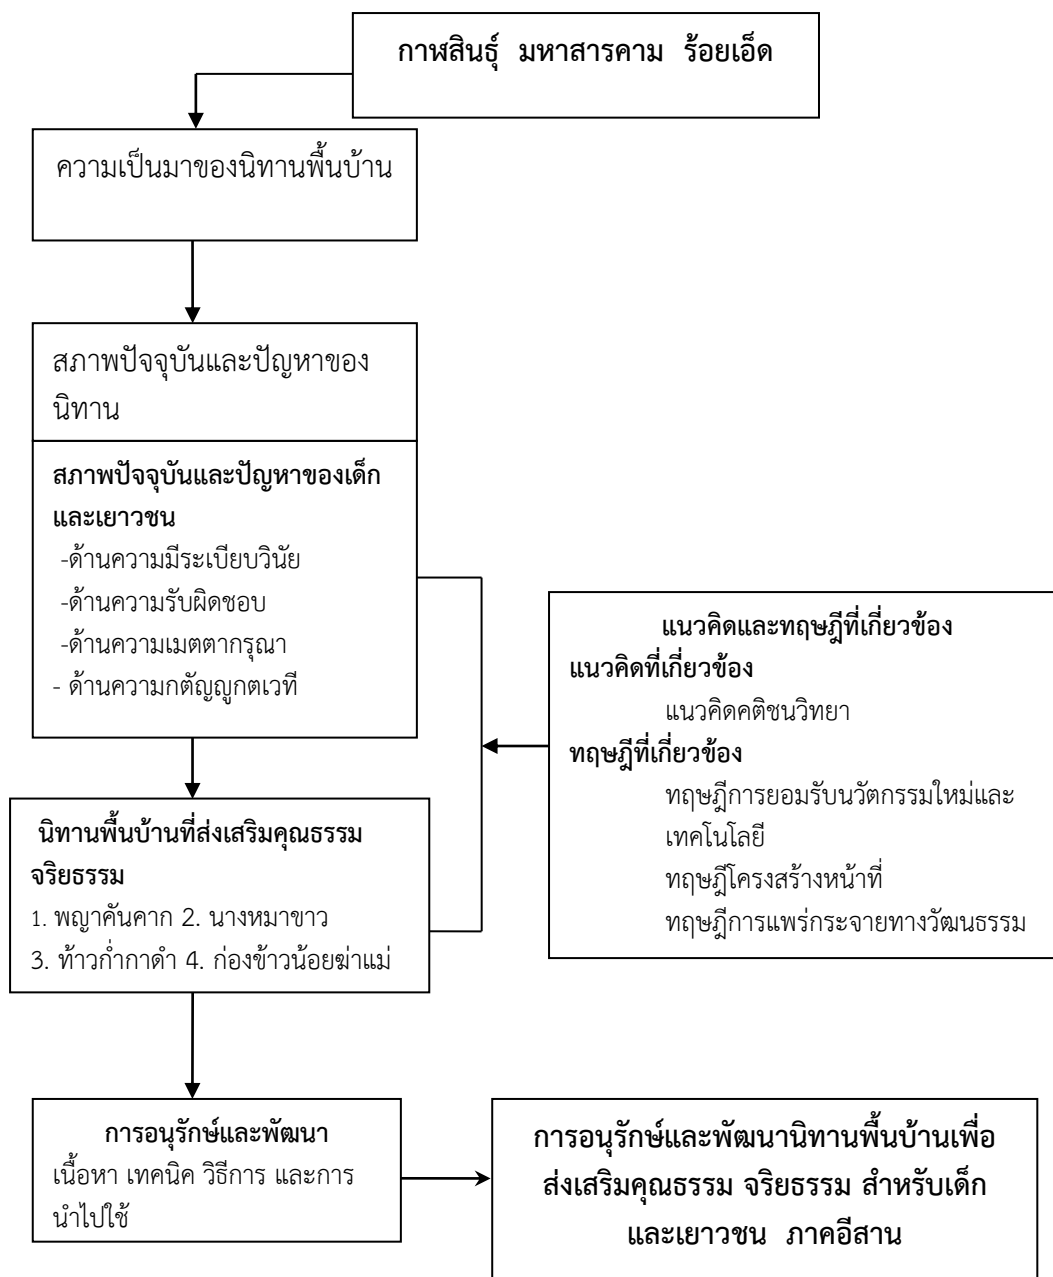 กาฬสินธุ์ มหาสารคาม ร้อยเอ็ด
ความเป็นมาของนิทานพื้นบ้าน
สภาพปัจจุบันและปัญหาของ
นิทาน
สภาพปัจจุบันและปัญหาของเด็ก
และเยาวชน
-ด้านความมีระเบียบวินัย
-ด้านความรับผิดชอบ
-ด้านความเมตตากรุณา
- ด้านความกตัญญูกตเวที
แนวคิดและทฤษฎีที่เกี่ยวข้อง
แนวคิดที่เกี่ยวข้อง
แนวคิดคติชนวิทยา
ทฤษฎีที่เกี่ยวข้อง
ทฤษฎีการยอมรับนวัตกรรมใหม่และ
เทคโนโลยี
ทฤษฎีโครงสร้างหน้าที่
ทฤษฎีการแพร่กระจายทางวัฒนธรรม
นิทานพื้นบ้านที่ส่งเสริมคุณธรรม
จริยธรรม
1. พญาคันคาก 2. นางหมาขาว
3. ท้าวก่ำกาดำ 4. ก่องข้าวน้อยฆ่าแม่
การอนุรักษ์และพัฒนา
เนื้อหา เทคนิค วิธีการ และการ
นำไปใช้
การอนุรักษ์และพัฒนานิทานพื้นบ้านเพื่อ
ส่งเสริมคุณธรรม จริยธรรม สำหรับเด็ก
และเยาวชน ภาคอีสาน